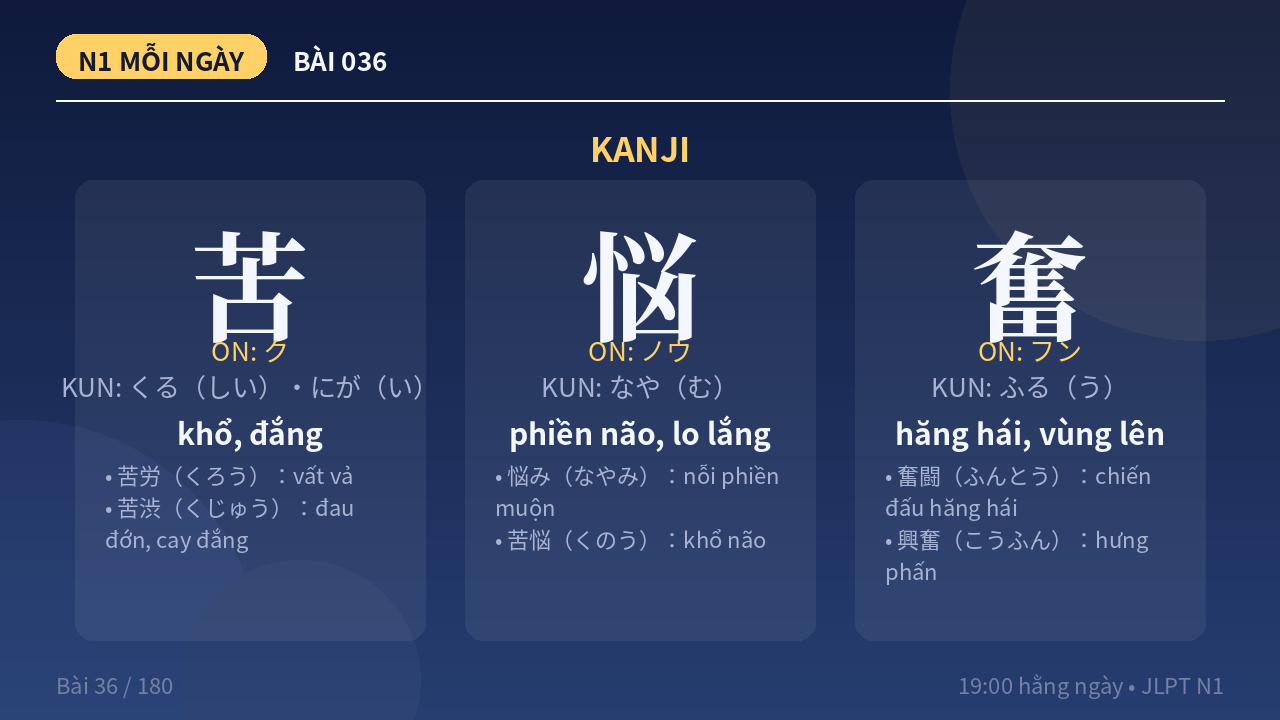 N1 MỖI NGÀY
BÀI 036
KANJI
苦
ON: ク
KUN: くる（しい）・にが（い）
khổ, đắng
• 苦労（くろう）：vất vả
• 苦渋（くじゅう）：đau
đớn, cay đắng
悩
ON: ノウ
KUN: なや（む）
phiền não, lo lắng
• 悩み（なやみ）：nỗi phiền
muộn
• 苦悩（くのう）：khổ não
奮
ON: フン
KUN: ふる（う）
hăng hái, vùng lên
• 奮闘（ふんとう）：chiến
đấu hăng hái
• 興奮（こうふん）：hưng
phấn
Bài 36 / 180
19:00 hằng ngày • JLPT N1